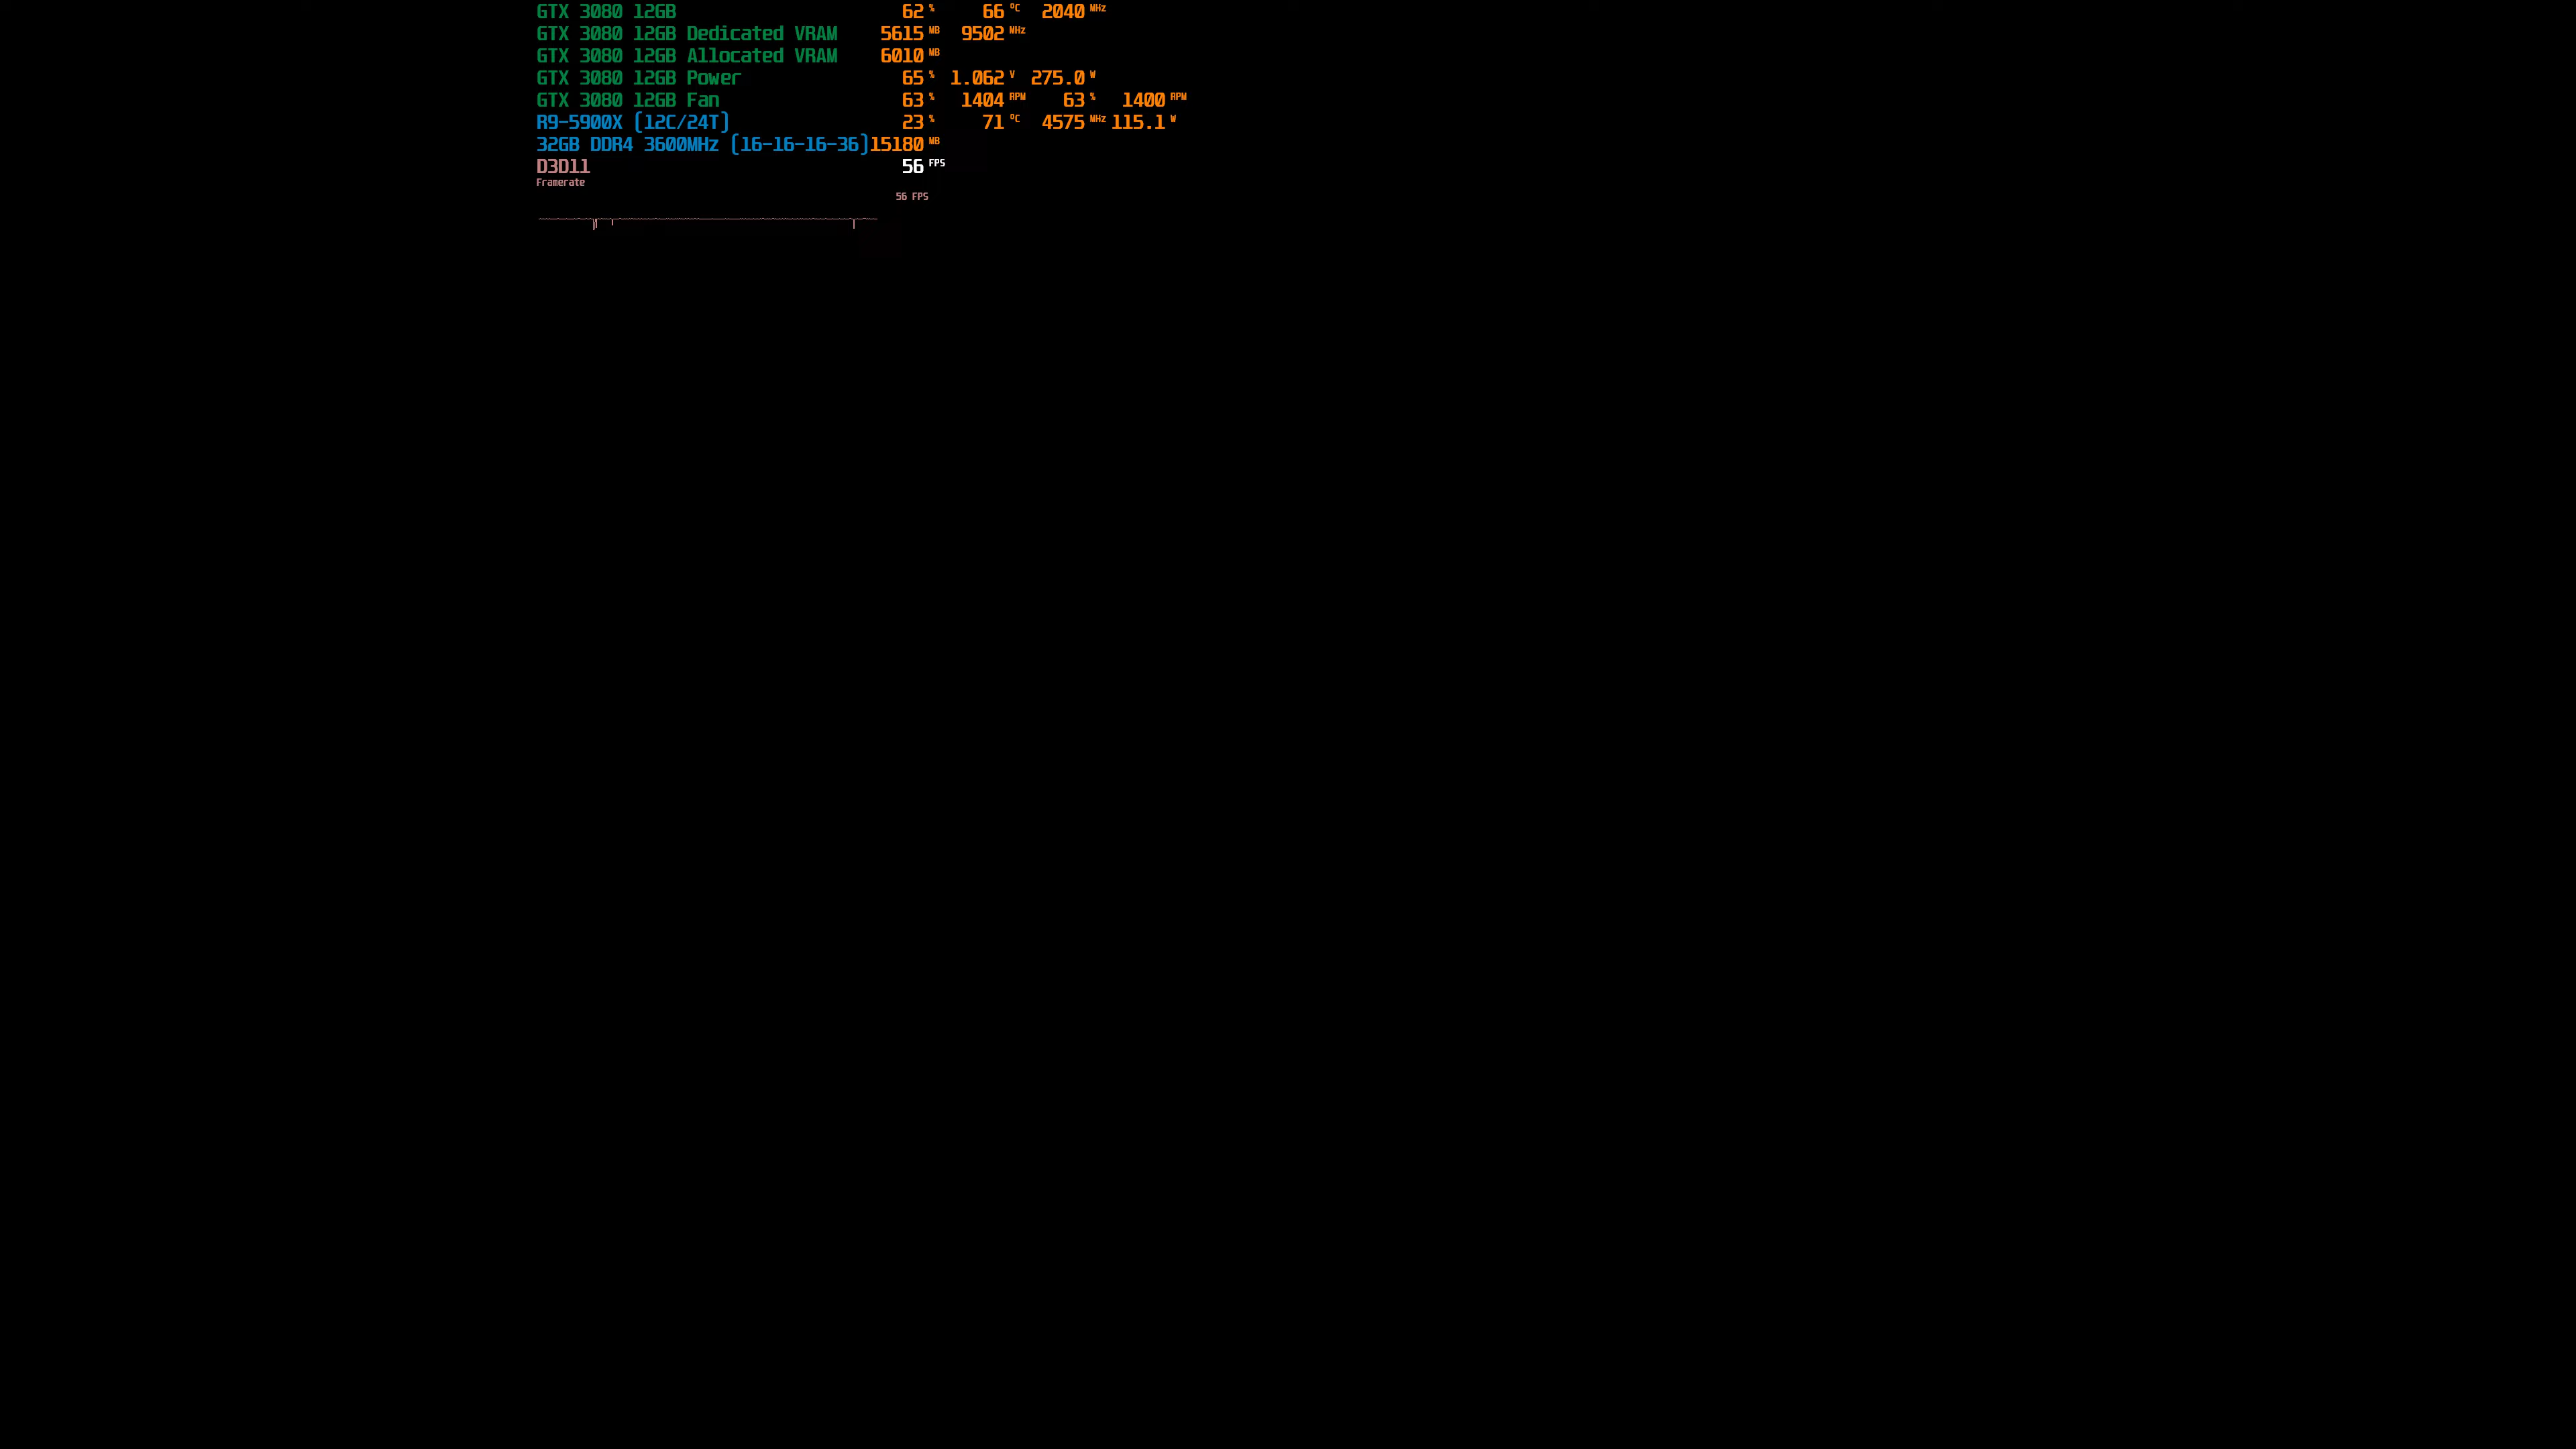 GTX 3080 12GB 62 % 66 °C 2040 MHz
GTX 3080 12GB Dedicated VRAM 5615 MB 9502 MHz
GTX 3080 12GB Allocated VRAM 6010 MB
GTX 3080 12GB Power 65 % 1.062 V 275.0 W
GTX 3080 12GB Fan 63 % 1404 RPM 63 % 1400 RPM
R9-5900X (12C/24T) 23 % 71 °C 4575 MHz 115.1 W
32GB DDR4 3600MHz (16-16-16-36) 15180 MB
D3D11 56 FPS
Framerate
56 FPS